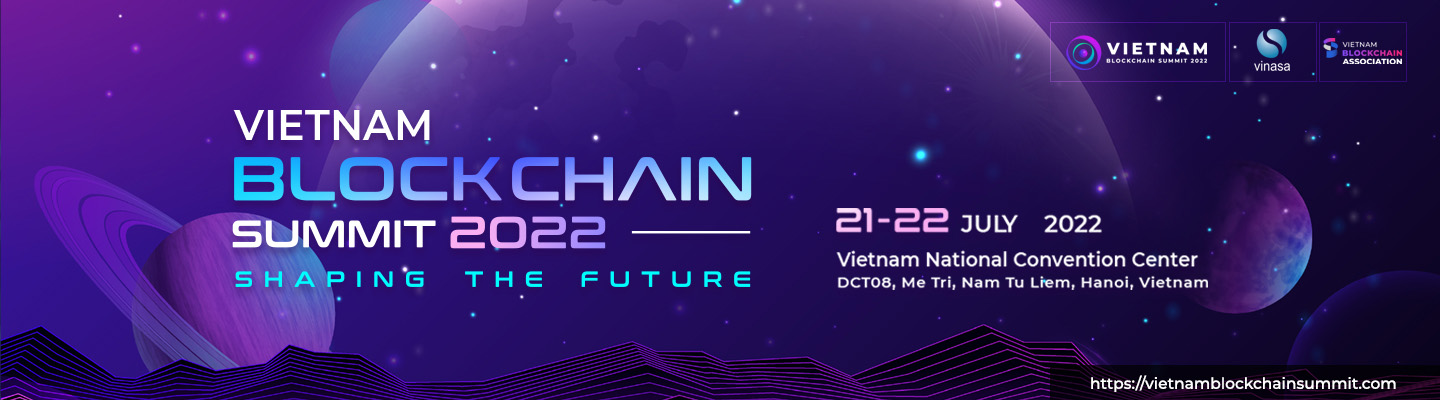 VIETNAM
BLOCKCHAIN SUMMIT 2022
vinasa
VIETNAM
BLOCKCHAIN
ASSOCIATION
VIETNAM
BLOCKCHAIN
SUMMIT 2022
SHAPING THE FUTURE
21-22 JULY 2022
Vietnam National Convention Center
DCT08, Me Tri, Nam Tu Liem, Hanoi, Vietnam
https://vietnamblockchainsummit.com